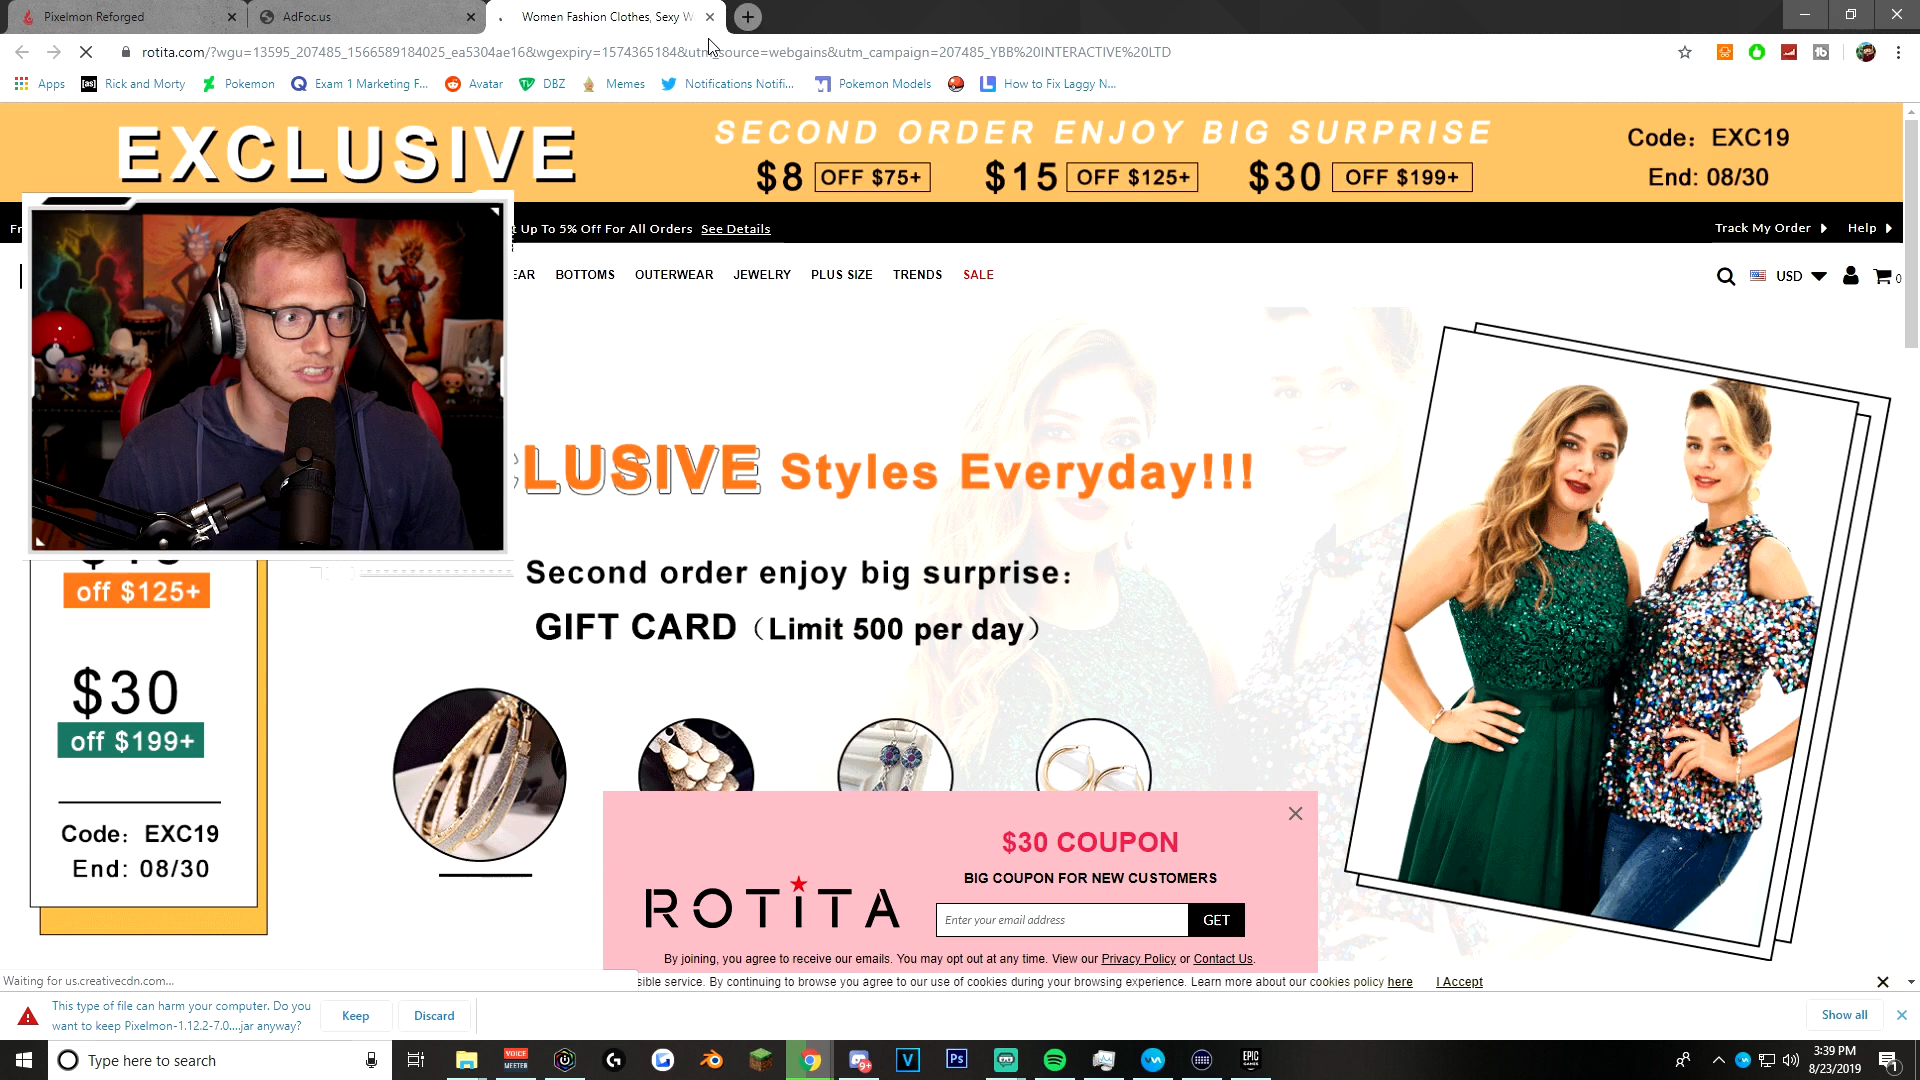 Pixelmon Reforged
AdFoc.us
Women Fashion Clothes, Sexy W
rotita.com/?wgu=13595_207485_1566589184025_ea5304ae16&wgexpiry=1574365184&utm_source=webgains&utm_campaign=207485_YBB%20INTERACTIVE%20LTD
Apps
[as]
Rick and Morty
Pokemon
Exam 1 Marketing F...
Avatar
DBZ
Memes
Notifications Notifi...
Pokemon Models
How to Fix Laggy N...
EXCLUSIVE
SECOND ORDER ENJOY BIG SURPRISE
$8 OFF $75+
$15 OFF $125+
$30 OFF $199+
Code: EXC19
End: 08/30
Up To 5% Off For All Orders See Details
Track My Order
Help
EAR
BOTTOMS
OUTERWEAR
JEWELRY
PLUS SIZE
TRENDS
SALE
USD
0
CLUSIVE Styles Everyday!!!
Second order enjoy big surprise:
GIFT CARD (Limit 500 per day)
off $125+
$30
off $199+
Code: EXC19
End: 08/30
$30 COUPON
BIG COUPON FOR NEW CUSTOMERS
ROTITA
Enter your email address
GET
By joining, you agree to receive our emails. You may opt out at any time. View our Privacy Policy or Contact Us.
sible service. By continuing to browse you agree to our use of cookies during your browsing experience. Learn more about our cookies policy here
I Accept
Waiting for us.creativecdn.com...
This type of file can harm your computer. Do you
want to keep Pixelmon-1.12.2-7.0....jar anyway?
Keep
Discard
Show all
Type here to search
VOICE
MEETER
9+
V
Ps
EPIC
GAMES
3:39 PM
8/23/2019
1